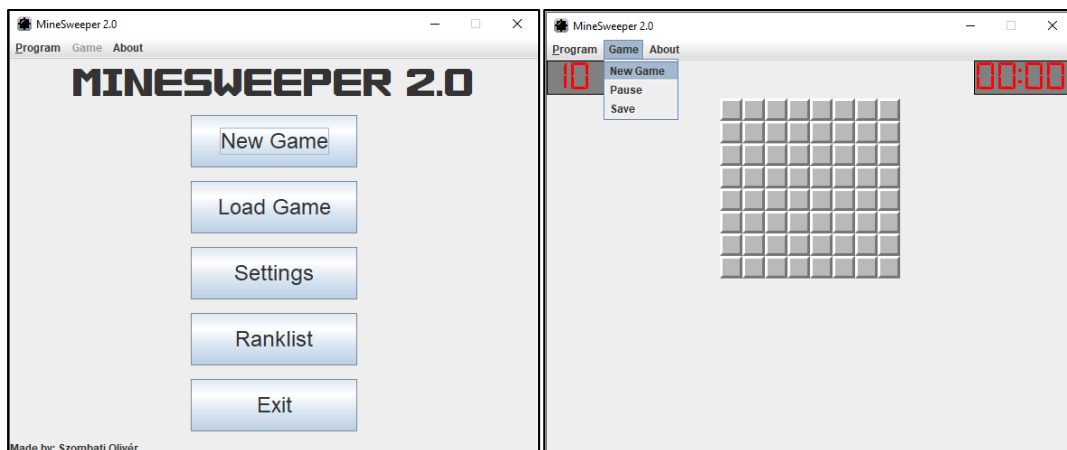 MineSweeper 2.0
Program Game About
MINESWEEPER 2.0
New Game
Load Game
Settings
Ranklist
Exit
Made by: Szombati Olivér
MineSweeper 2.0
Program Game About
10
00:00
New Game
Pause
Save